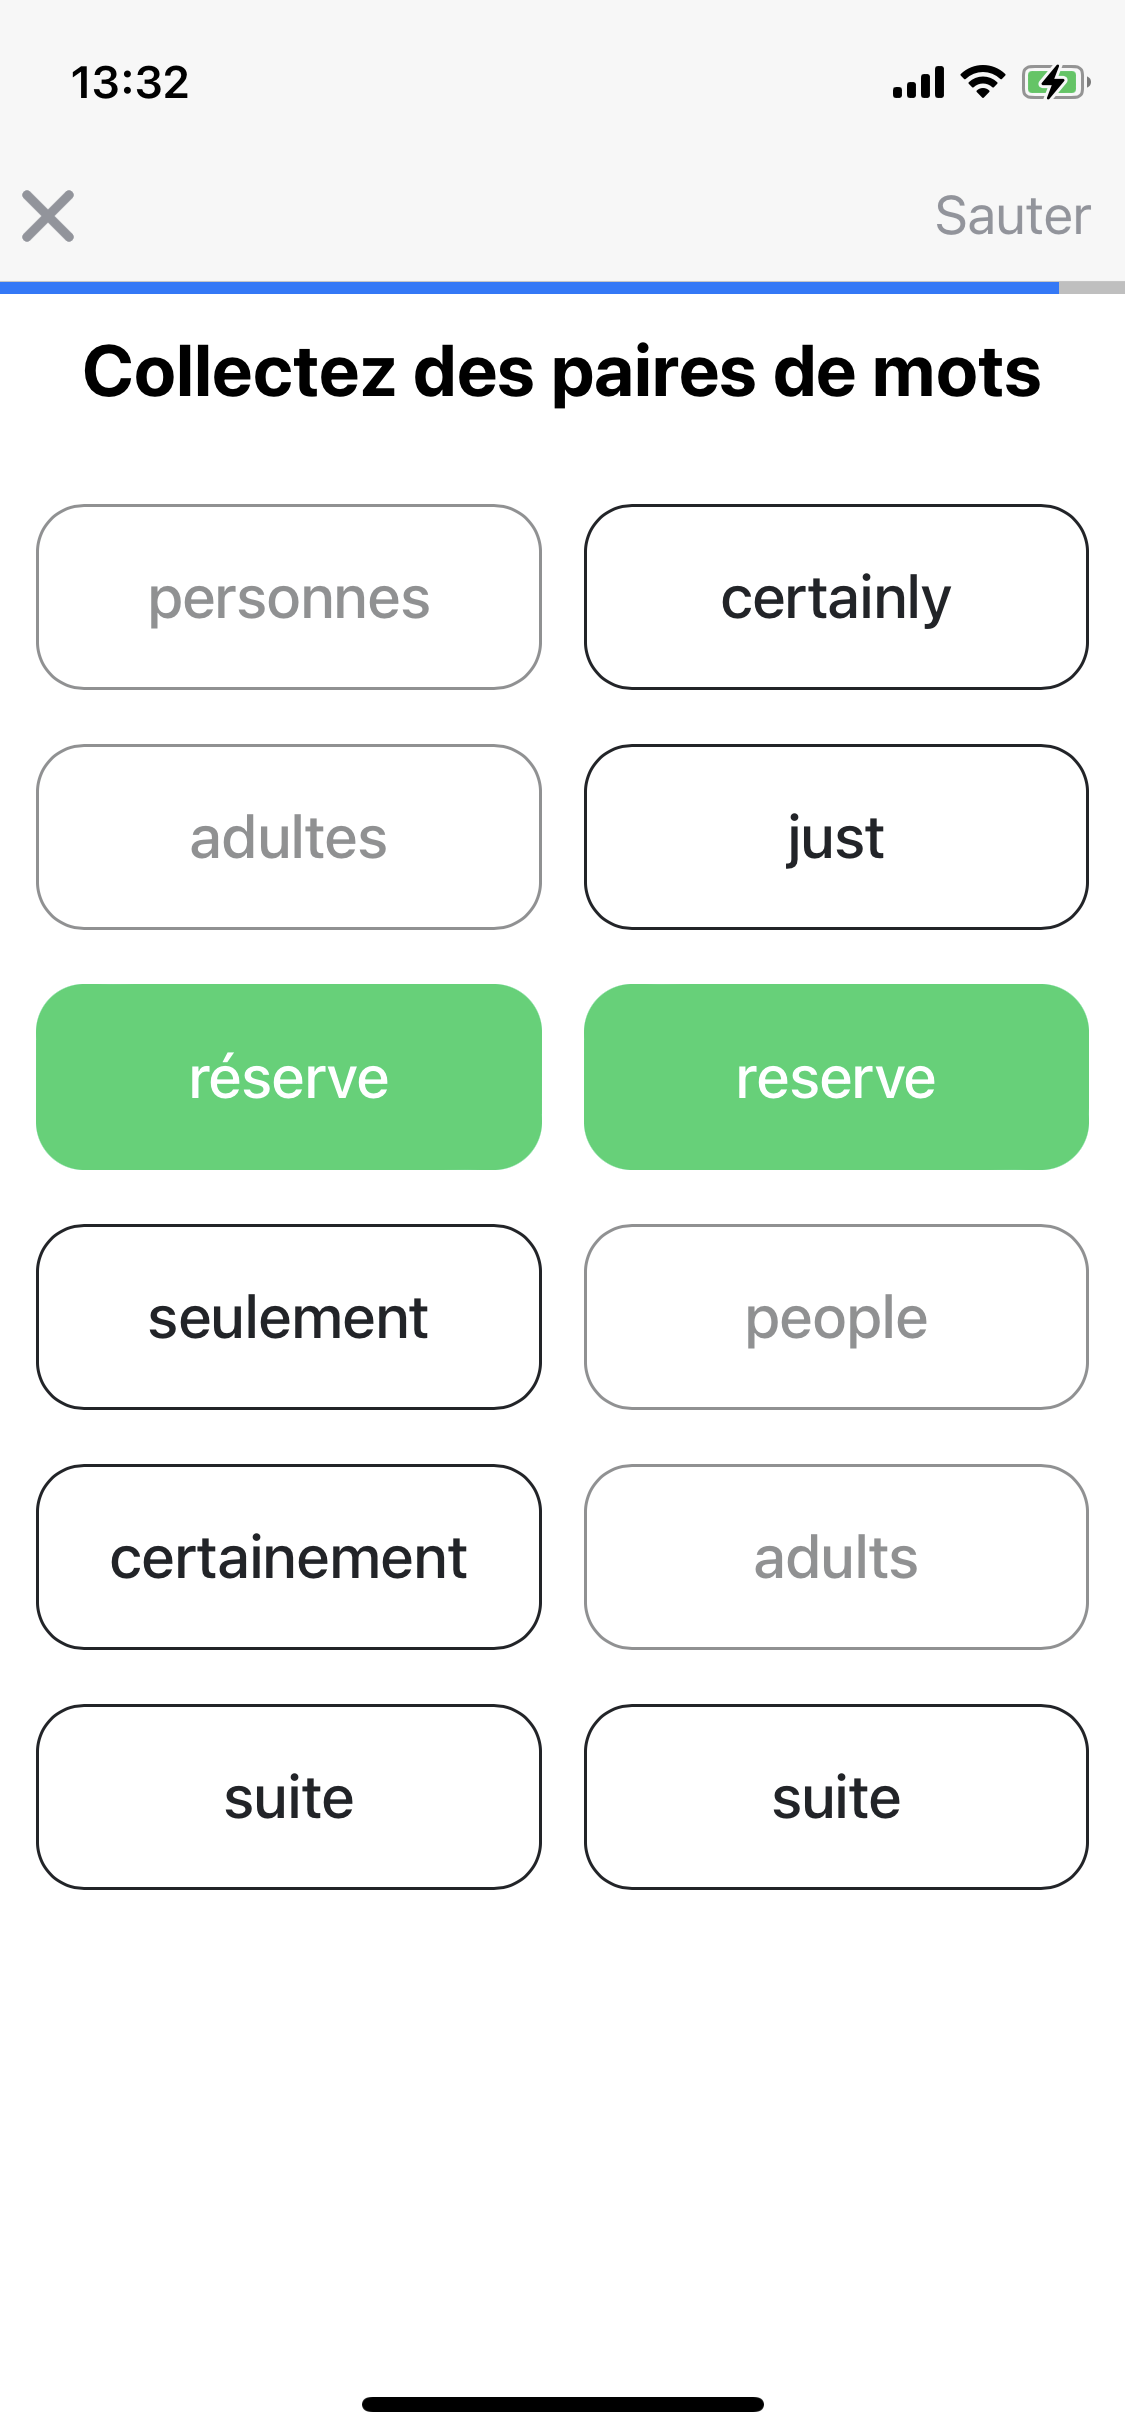 13:32
Sauter
Collectez des paires de mots
personnes
certainly
adultes
just
réserve
reserve
seulement
people
certainement
adults
suite
suite